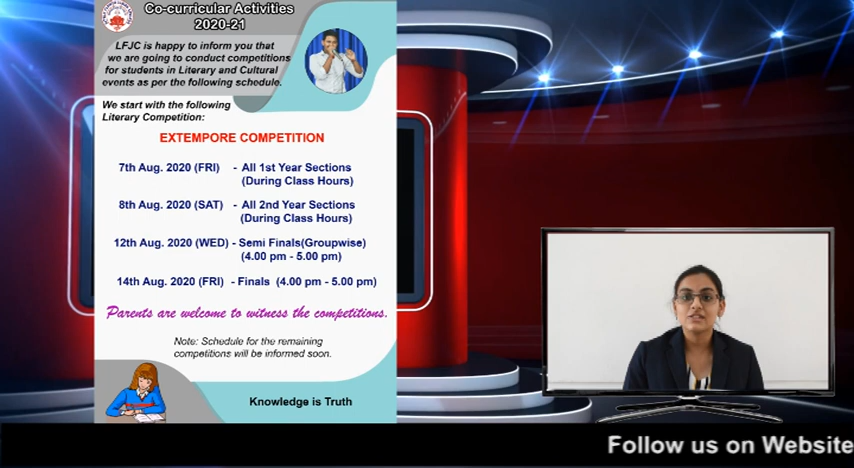 Co-curricular Activities
2020-21
LFJC is happy to inform you that
we are going to conduct competitions
for students in Literary and Cultural
events as per the following schedule.
We start with the following
Literary Competition:
EXTEMPORE COMPETITION
7th Aug. 2020 (FRI) - All 1st Year Sections
(During Class Hours)
8th Aug. 2020 (SAT) - All 2nd Year Sections
(During Class Hours)
12th Aug. 2020 (WED) - Semi Finals(Groupwise)
(4.00 pm - 5.00 pm)
14th Aug. 2020 (FRI) - Finals (4.00 pm - 5.00 pm)
Parents are welcome to witness the competitions.
Note: Schedule for the remaining
competitions will be informed soon.
Knowledge is Truth
Follow us on Website